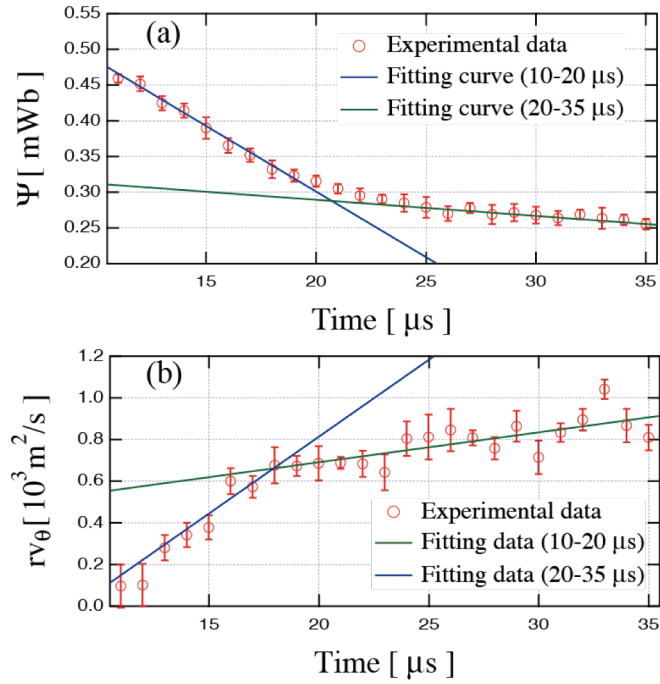 (a)
Experimental data
Fitting curve (10-20 μs)
Fitting curve (20-35 μs)
Ψ [ mWb ]
0.55
0.50
0.45
0.40
0.35
0.30
0.25
0.20
15
20
25
30
35
Time [ μs ]
(b)
rvθ [ 10³ m²/s ]
1.2
1.0
0.8
0.6
0.4
0.2
0.0
Experimental data
Fitting data (10-20 μs)
Fitting data (20-35 μs)
15
20
25
30
35
Time [ μs ]